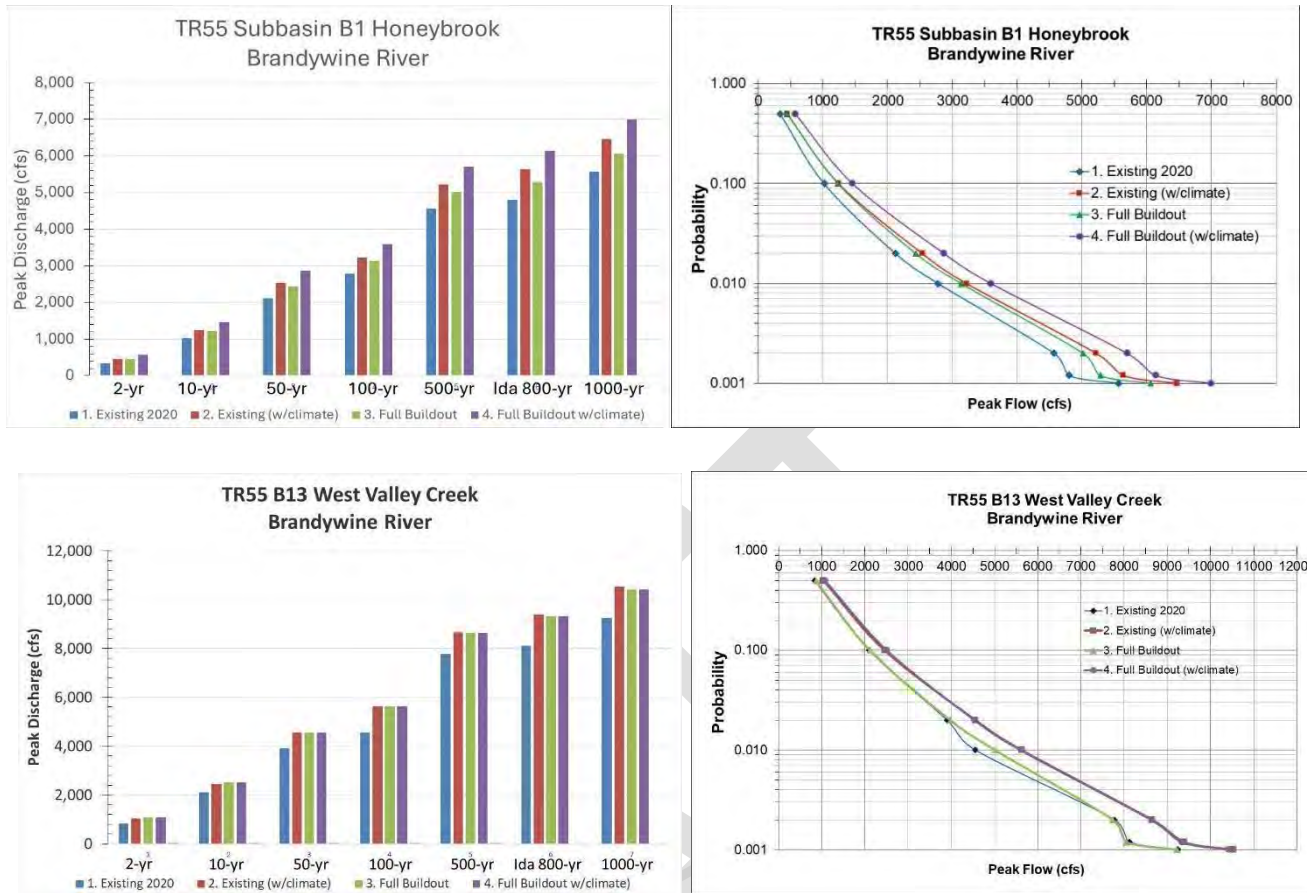 TR55 Subbasin B1 Honeybrook
Brandywine River
8,000
7,000
6,000
5,000
4,000
3,000
2,000
1,000
0
Peak Discharge (cfs)
2-yr 10-yr 50-yr 100-yr 500-yr Ida 800-yr 1000-yr
1. Existing 2020 2. Existing (w/climate) 3. Full Buildout 4. Full Buildout w/climate)
TR55 Subbasin B1 Honeybrook
Brandywine River
1.000
0 1000 2000 3000 4000 5000 6000 7000 8000
0.100
0.010
0.001
Probability
1. Existing 2020
2. Existing (w/climate)
3. Full Buildout
4. Full Buildout (w/climate)
Peak Flow (cfs)
TR55 B13 West Valley Creek
Brandywine River
12,000
10,000
8,000
6,000
4,000
2,000
0
Peak Discharge (cfs)
2-yr 10-yr 50-yr 100-yr 500-yr Ida 800-yr 1000-yr
1. Existing 2020 2. Existing (w/climate) 3. Full Buildout 4. Full Buildout w/climate)
TR55 B13 West Valley Creek
Brandywine River
1.000
0 1000 2000 3000 4000 5000 6000 7000 8000 9000 10000 11000 1200
0.100
0.010
0.001
Probability
1. Existing 2020
2. Existing (w/climate)
3. Full Buildout
4. Full Buildout (w/climate)
Peak Flow (cfs)